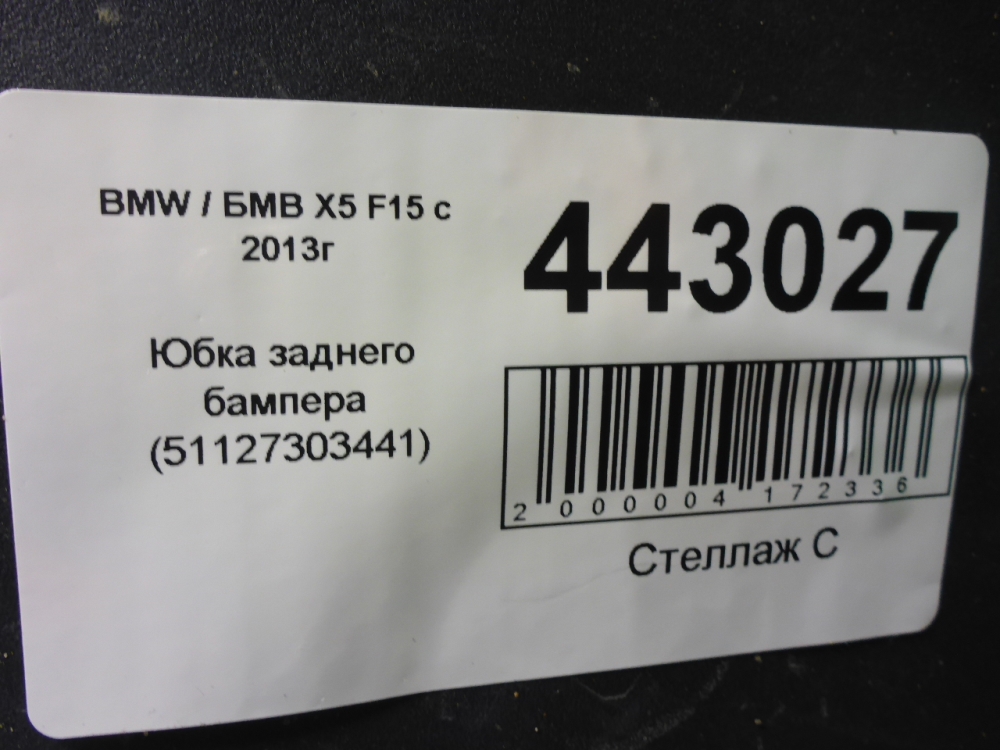 BMW / БМВ X5 F15 с
2013г
Юбка заднего
бампера
(51127303441)
443027
2 000004 172336
Стеллаж С